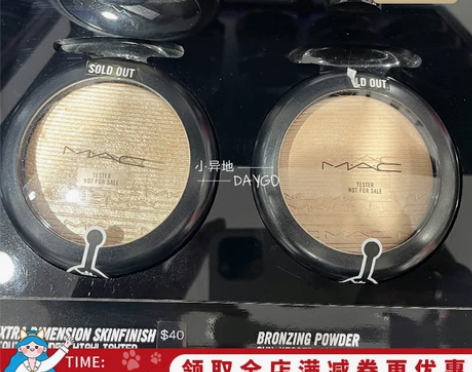 SOLD OUT
LD OUT
MAC
TESTER
NOT FOR SALE
MAC
TESTER
NOT FOR SALE
小异地
DAYGO
EXTRA DIMENSION SKINFINISH
$40
BRONZING POWDER
TIME:
领取全店满减券再优惠